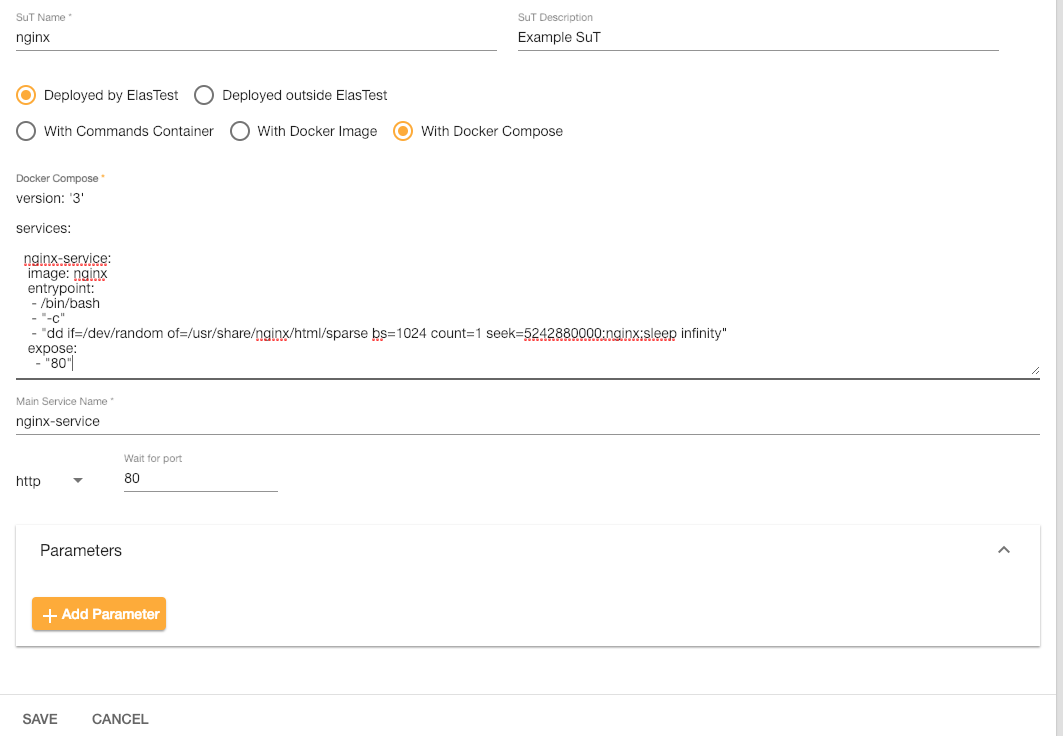 SuT Name * SuT Description
nginx Example SuT
Deployed by ElasTest Deployed outside ElasTest
With Commands Container With Docker Image With Docker Compose
Docker Compose *
version: '3'
services:
nginx-service:
image: nginx
entrypoint:
- /bin/bash
- "-c"
- "dd if=/dev/random of=/usr/share/nginx/html/sparse bs=1024 count=1 seek=5242880000;nginx;sleep infinity"
expose:
- "80"
Main Service Name *
nginx-service
Wait for port
http 80
Parameters
+ Add Parameter
SAVE CANCEL